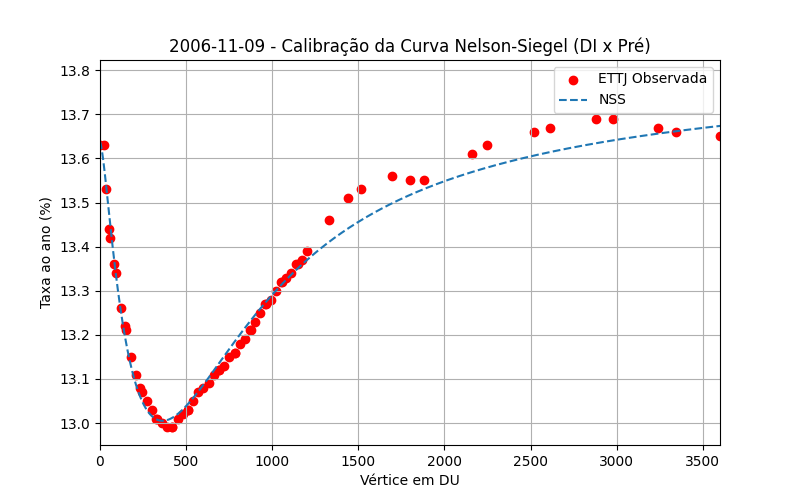 2006-11-09 - Calibração da Curva Nelson-Siegel (DI x Pré)
ETTJ Observada
NSS
Taxa ao ano (%)
13.8
13.7
13.6
13.5
13.4
13.3
13.2
13.1
13.0
0 500 1000 1500 2000 2500 3000 3500
Vértice em DU